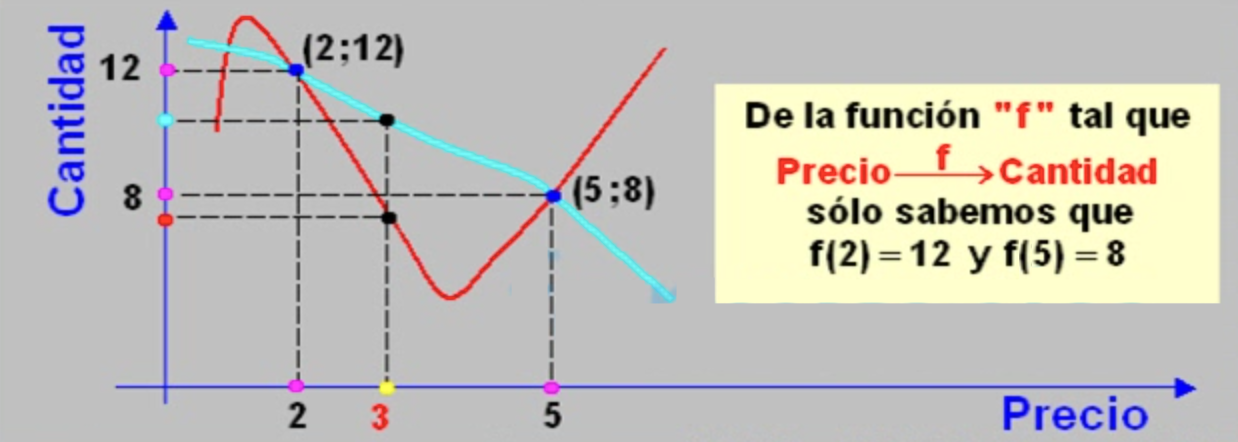 Cantidad
12
(2;12)
8
(5;8)
2
3
5
Precio
De la función "f" tal que
f
Precio→Cantidad
sólo sabemos que
f(2) = 12 y f(5) = 8